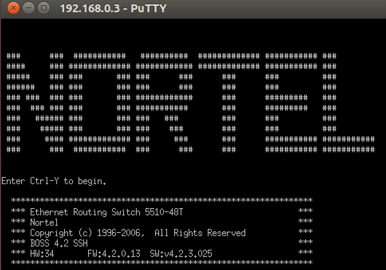 192.168.0.3 - PuTTY
NORTEL
Enter Ctrl-Y to begin.
***************************************************************
*** Ethernet Routing Switch 5510-48T ***
*** Nortel ***
*** Copyright (c) 1996-2006, All Rights Reserved ***
*** BOSS 4.2 SSH ***
*** HW:34 FW:4.2.0.13 SW:v4.2.3.025 ***
***************************************************************